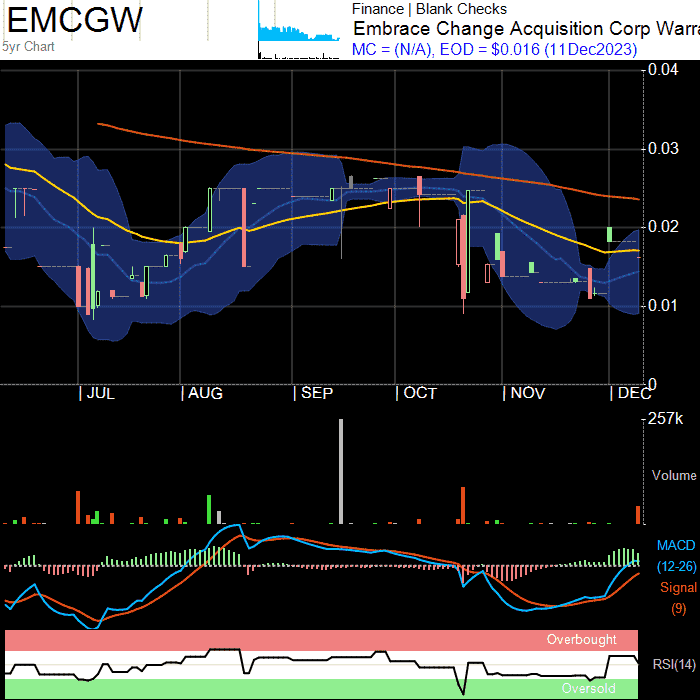 EMCGW
5yr Chart
Finance | Blank Checks
Embrace Change Acquisition Corp Warra
MC = (N/A), EOD = $0.016 (11Dec2023)
0.04
0.03
0.02
0.01
0
| JUL | AUG | SEP | OCT | NOV | DEC
257k
Volume
MACD
(12-26)
Signal
(9)
Overbought
RSI(14)
Oversold